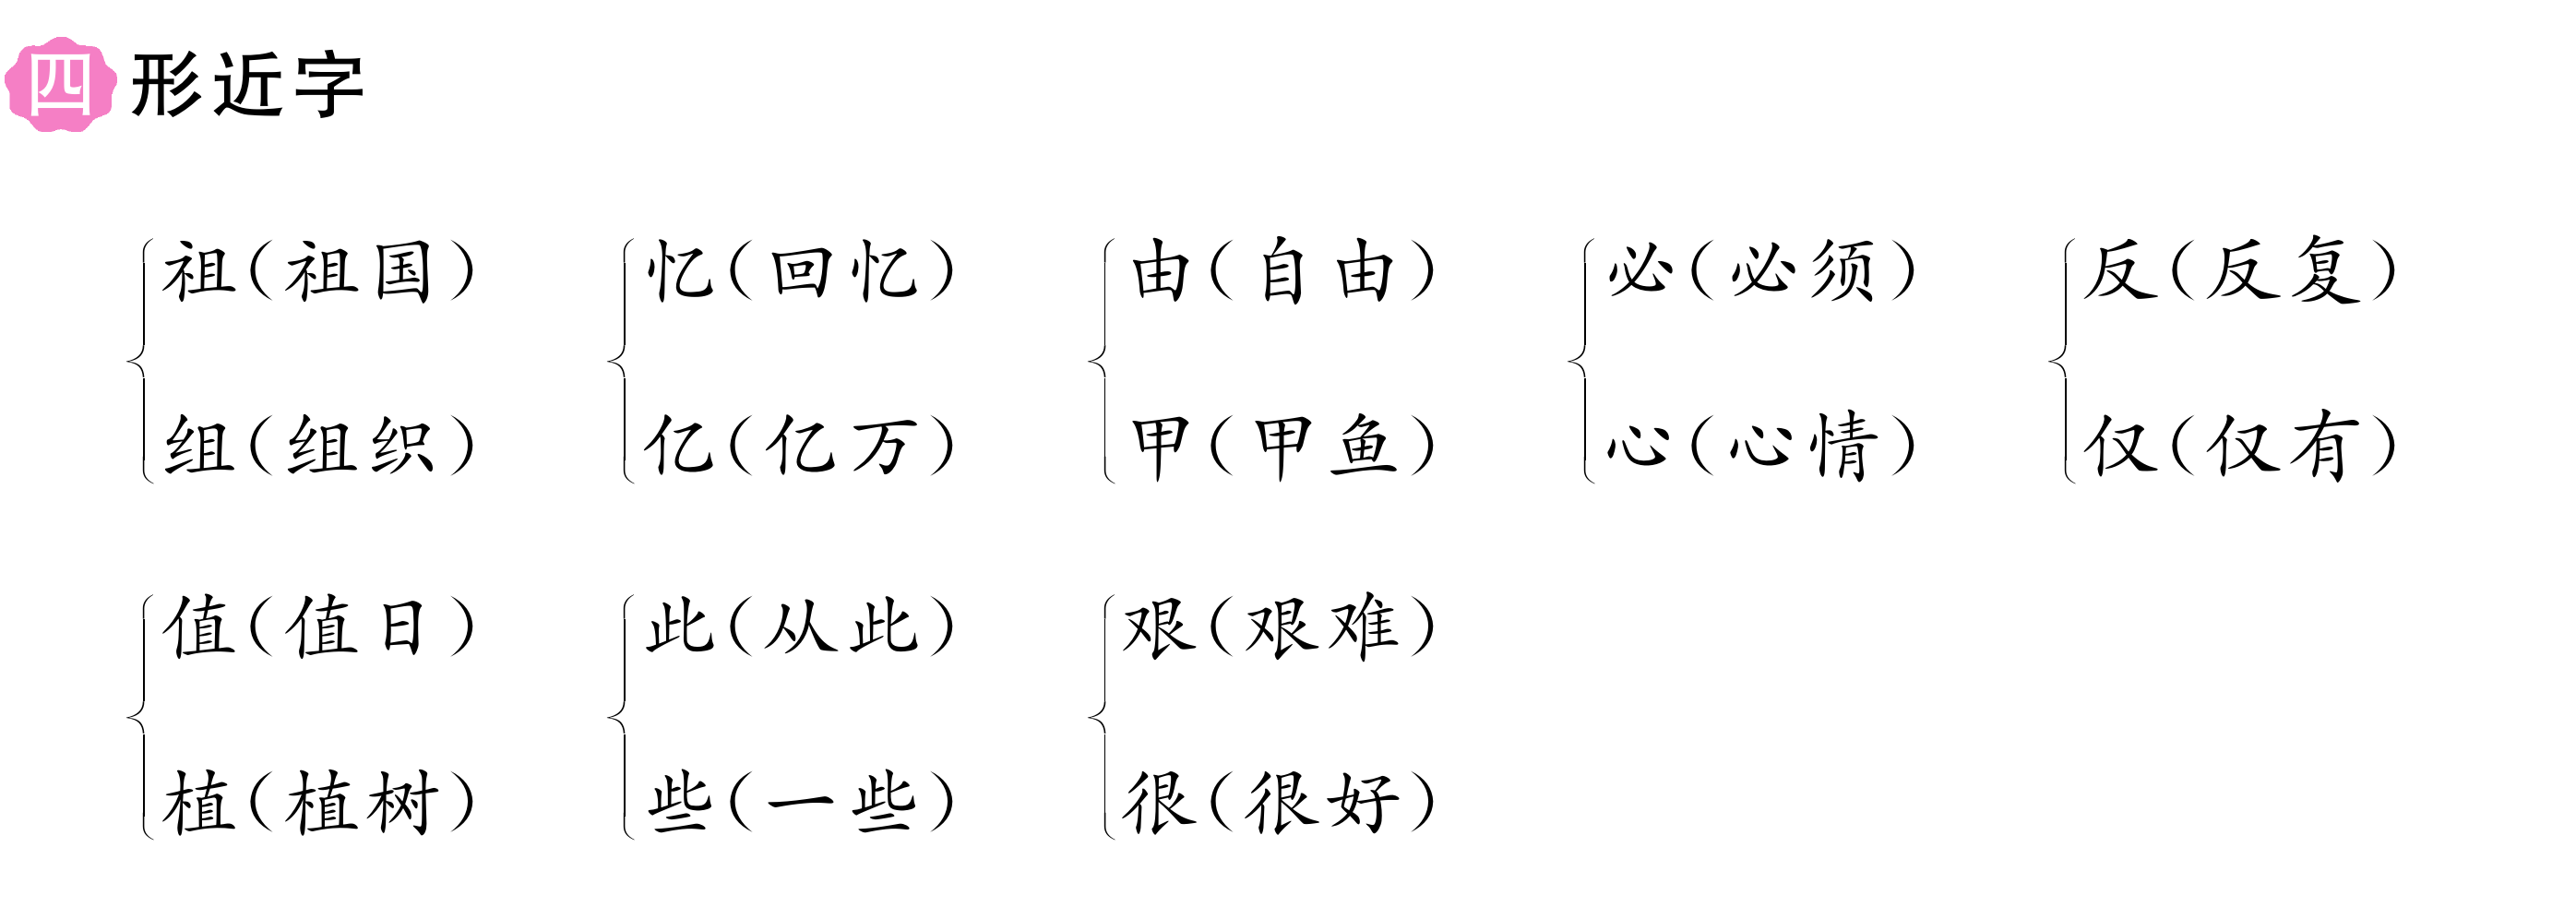 四 形近字
祖(祖国) 忆(回忆) 由(自由) 必(必须) 反(反复)
组(组织) 亿(亿万) 甲(甲鱼) 心(心情) 仅(仅有)
值(值日) 此(从此) 艰(艰难)
植(植树) 些(一些) 很(很好)